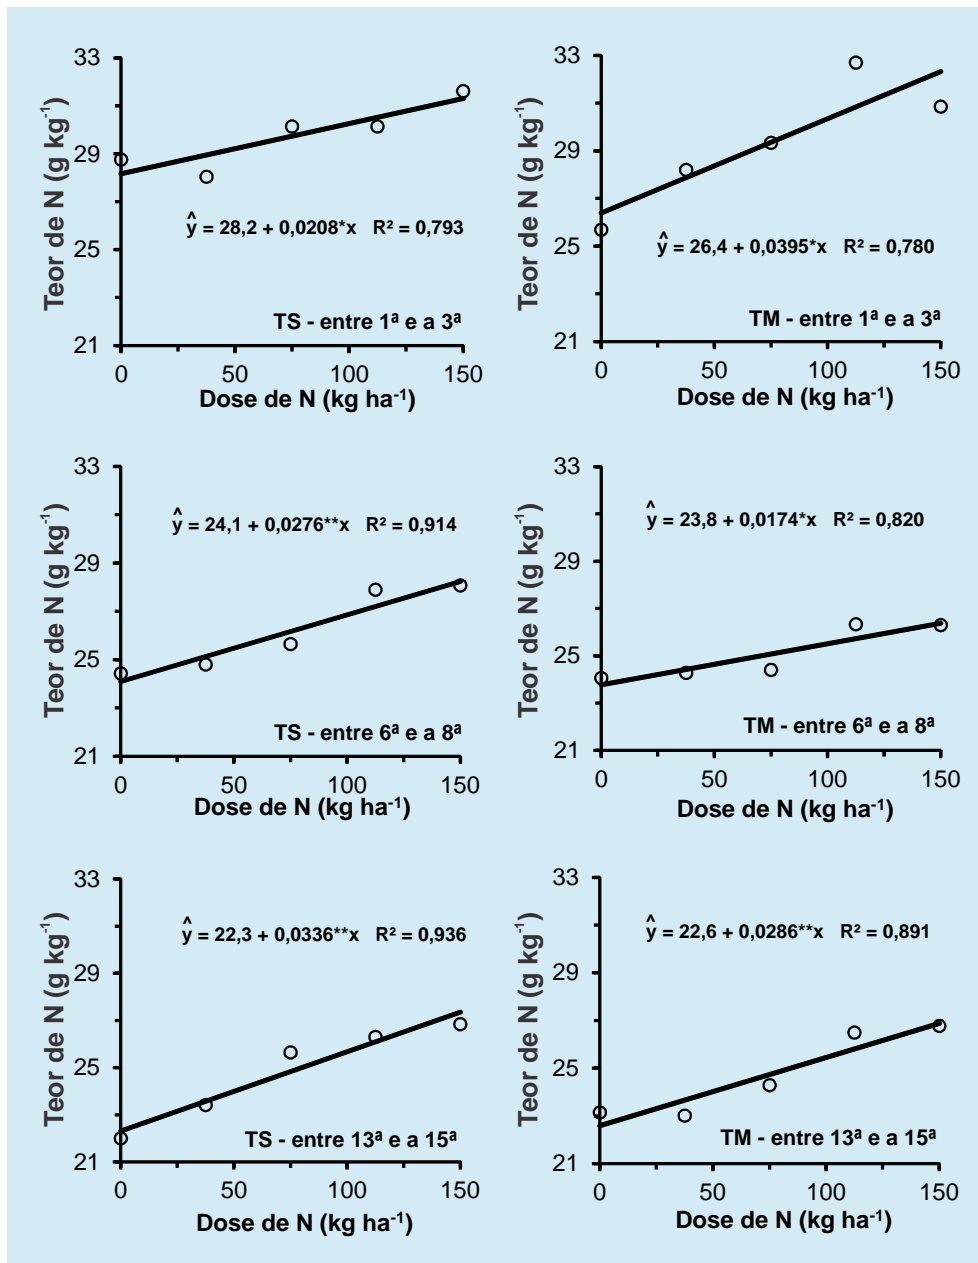 33
29
25
21
Teor de N (g kg⁻¹)
ŷ = 28,2 + 0,0208*x R² = 0,793
TS - entre 1ª e a 3ª
0 50 100 150
Dose de N (kg ha⁻¹)
33
29
25
21
Teor de N (g kg⁻¹)
ŷ = 26,4 + 0,0395*x R² = 0,780
TM - entre 1ª e a 3ª
0 50 100 150
Dose de N (kg ha⁻¹)
33
29
25
21
Teor de N (g kg⁻¹)
ŷ = 24,1 + 0,0276**x R² = 0,914
TS - entre 6ª e a 8ª
0 50 100 150
Dose de N (kg ha⁻¹)
33
29
25
21
Teor de N (g kg⁻¹)
ŷ = 23,8 + 0,0174*x R² = 0,820
TM - entre 6ª e a 8ª
0 50 100 150
Dose de N (kg ha⁻¹)
33
29
25
21
Teor de N (g kg⁻¹)
ŷ = 22,3 + 0,0336**x R² = 0,936
TS - entre 13ª e a 15ª
0 50 100 150
Dose de N (kg ha⁻¹)
33
29
25
21
Teor de N (g kg⁻¹)
ŷ = 22,6 + 0,0286**x R² = 0,891
TM - entre 13ª e a 15ª
0 50 100 150
Dose de N (kg ha⁻¹)